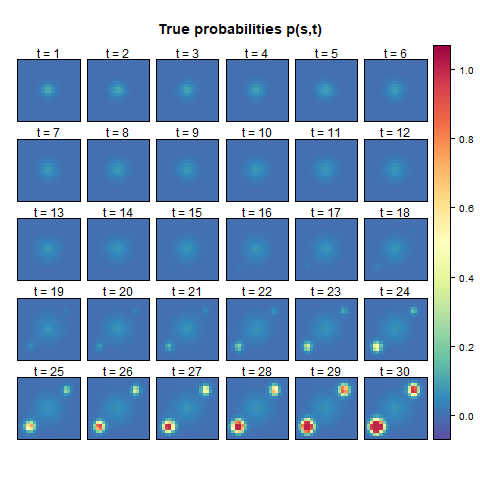 True probabilities p(s,t)
t = 1 t = 2 t = 3 t = 4 t = 5 t = 6
t = 7 t = 8 t = 9 t = 10 t = 11 t = 12
t = 13 t = 14 t = 15 t = 16 t = 17 t = 18
t = 19 t = 20 t = 21 t = 22 t = 23 t = 24
t = 25 t = 26 t = 27 t = 28 t = 29 t = 30
1.0
0.8
0.6
0.4
0.2
0.0